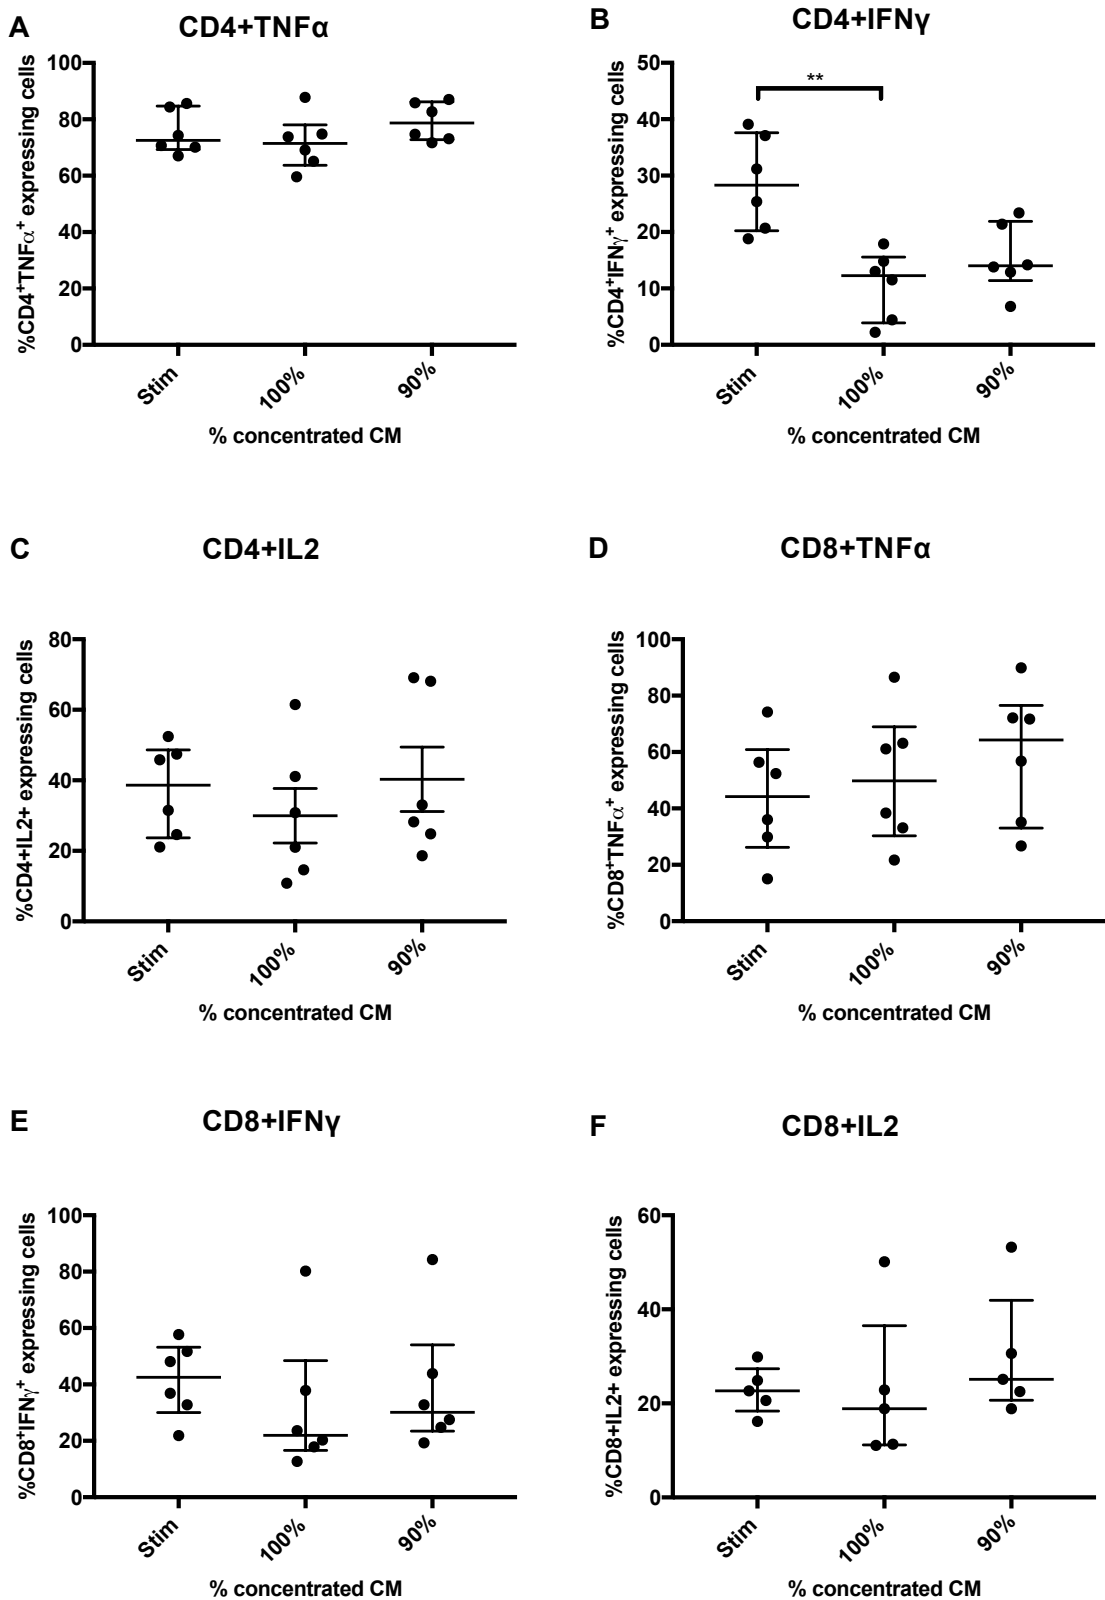 A
CD4+TNFα
%CD4⁺TNFα⁺ expressing cells
100
80
60
40
20
0
Stim
100%
90%
% concentrated CM
B
CD4+IFNγ
%CD4⁺IFNγ⁺ expressing cells
50
40
30
20
10
0
**
Stim
100%
90%
% concentrated CM
C
CD4+IL2
%CD4+IL2+ expressing cells
80
60
40
20
0
Stim
100%
90%
% concentrated CM
D
CD8+TNFα
%CD8⁺TNFα⁺ expressing cells
100
80
60
40
20
0
Stim
100%
90%
% concentrated CM
E
CD8+IFNγ
%CD8⁺IFNγ⁺ expressing cells
100
80
60
40
20
0
Stim
100%
90%
% concentrated CM
F
CD8+IL2
%CD8+IL2+ expressing cells
60
40
20
0
Stim
100%
90%
% concentrated CM